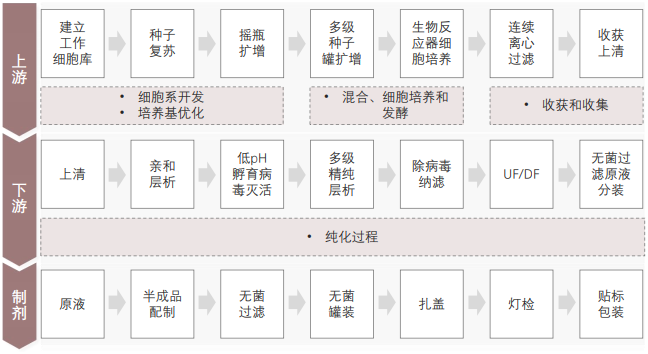 上游
建立
工作
细胞库
种子
复苏
摇瓶
扩增
多级
种子
罐扩增
生物反
应器细
胞培养
连续
离心
过滤
收获
上清
• 细胞系开发
• 培养基优化
• 混合、细胞培养和
发酵
• 收获和收集
下游
上清
亲和
层析
低pH
孵育病
毒灭活
多级
精纯
层析
除病毒
纳滤
UF/DF
无菌过
滤原液
分装
• 纯化过程
制剂
原液
半成品
配制
无菌
过滤
无菌
罐装
扎盖
灯检
贴标
包装